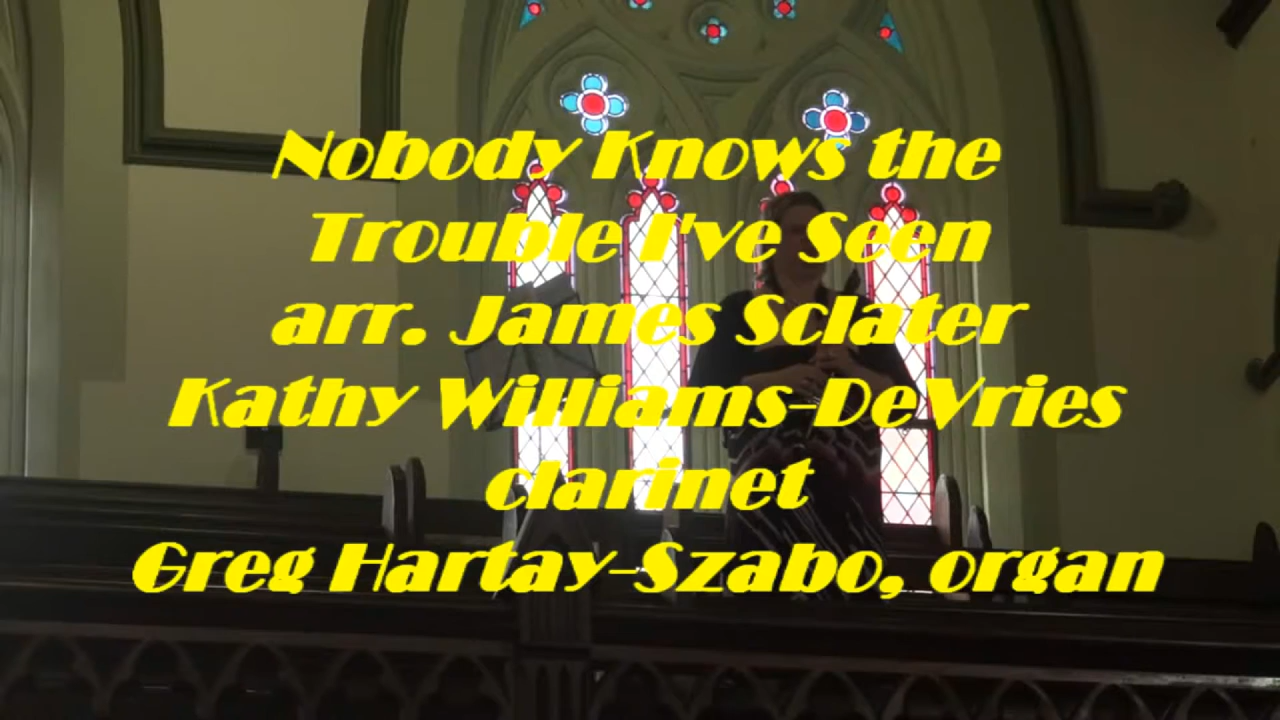 Nobody Knows the
Trouble I've Seen
arr. James Sclater
Kathy Williams-DeVries
clarinet
Greg Hartay-Szabo, organ